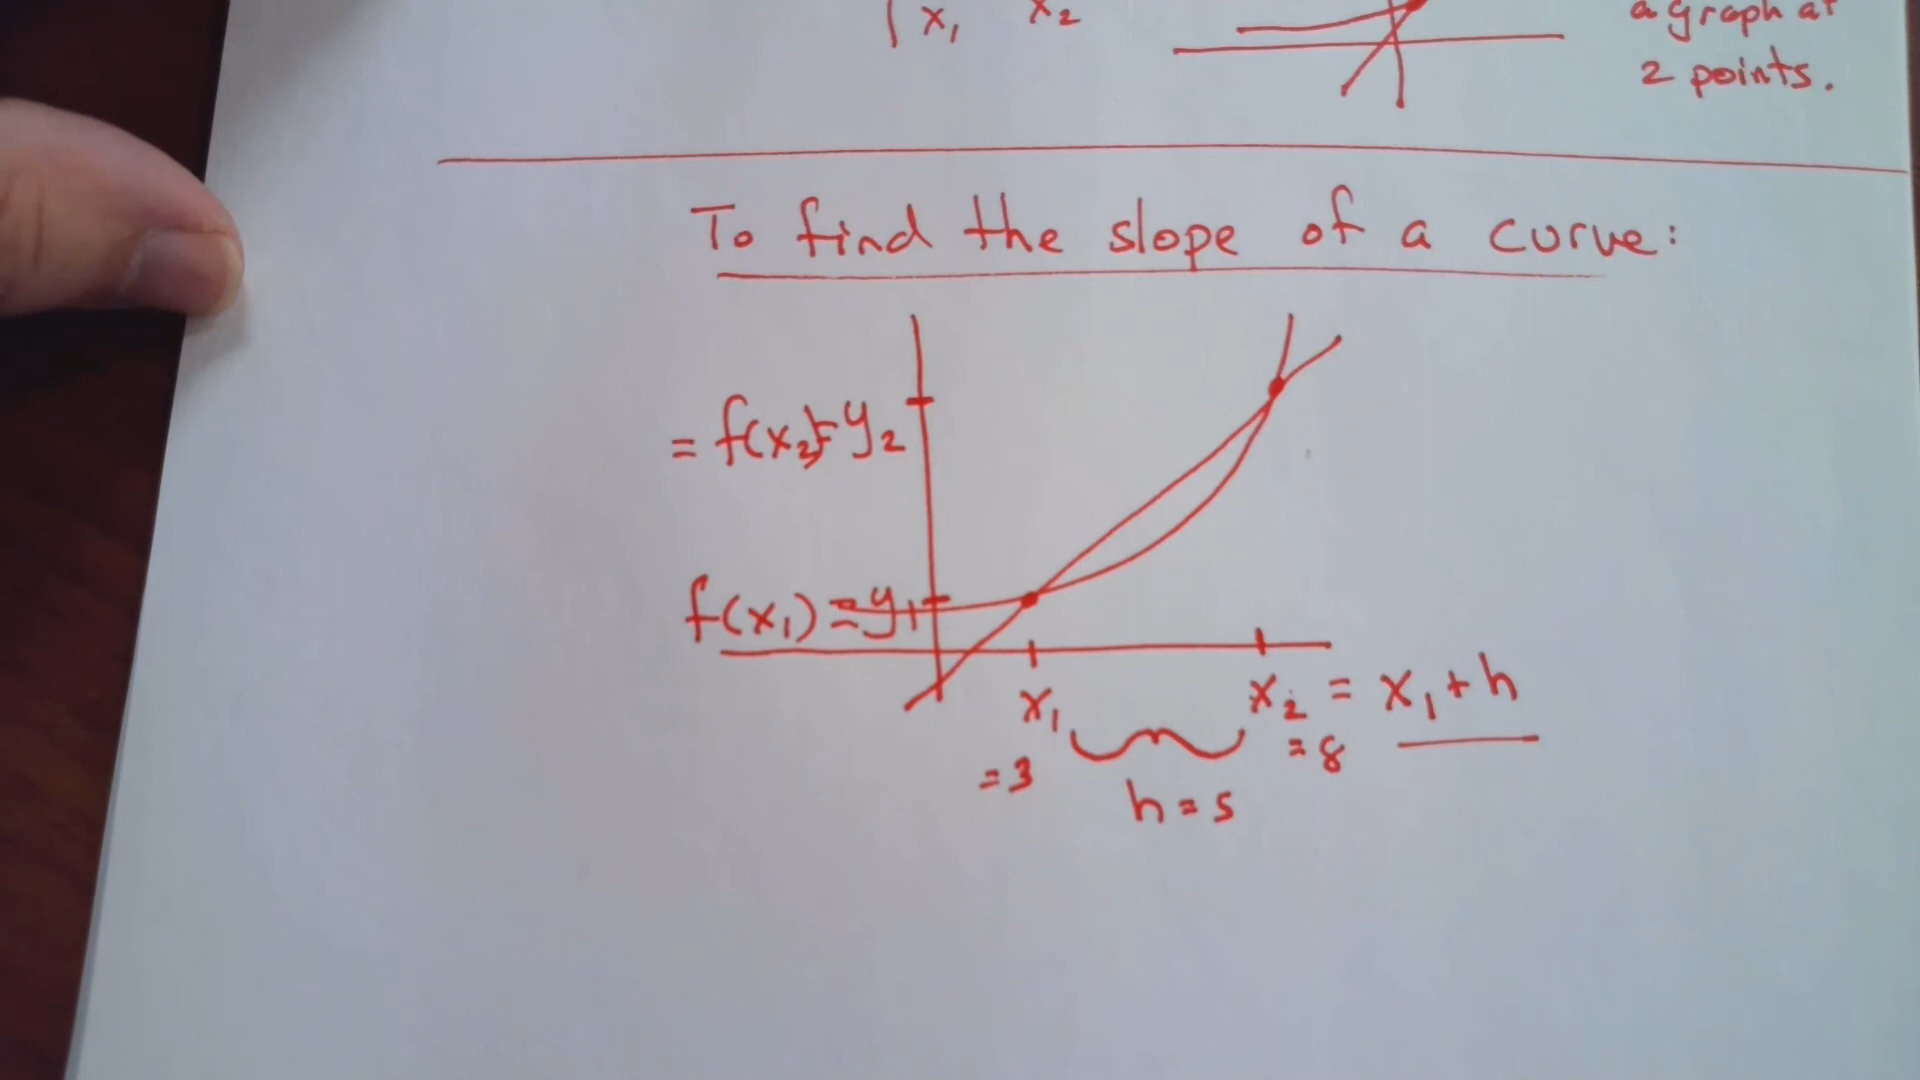 x₁ x₂
a graph at
2 points.
To find the slope of a curve:
= f(x₂)=y₂
f(x₁)=y₁
x₁ x₂ = x₁+h
=3 =8
h=5